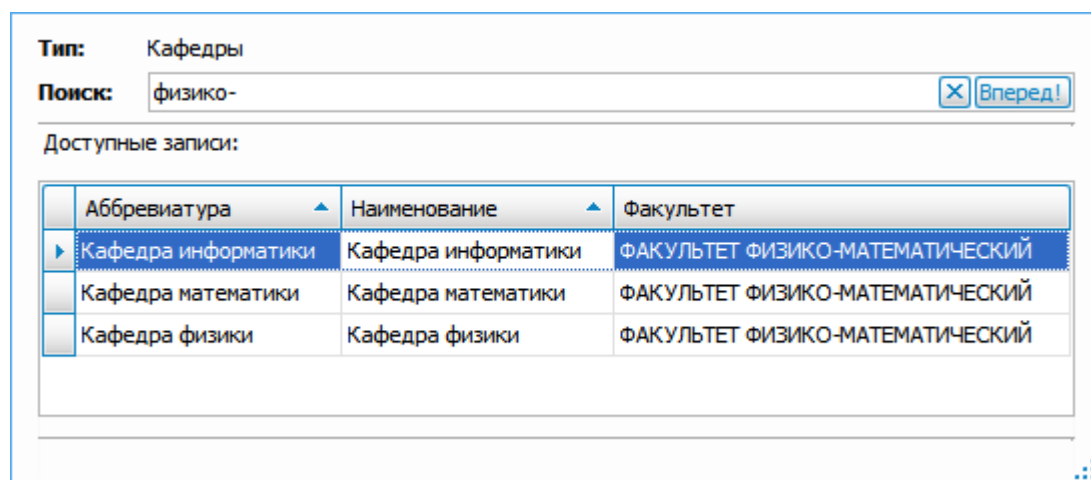 Тип: Кафедры
Поиск: физико- Вперед!
Доступные записи:
Аббревиатура Наименование Факультет
Кафедра информатики Кафедра информатики ФАКУЛЬТЕТ ФИЗИКО-МАТЕМАТИЧЕСКИЙ
Кафедра математики Кафедра математики ФАКУЛЬТЕТ ФИЗИКО-МАТЕМАТИЧЕСКИЙ
Кафедра физики Кафедра физики ФАКУЛЬТЕТ ФИЗИКО-МАТЕМАТИЧЕСКИЙ